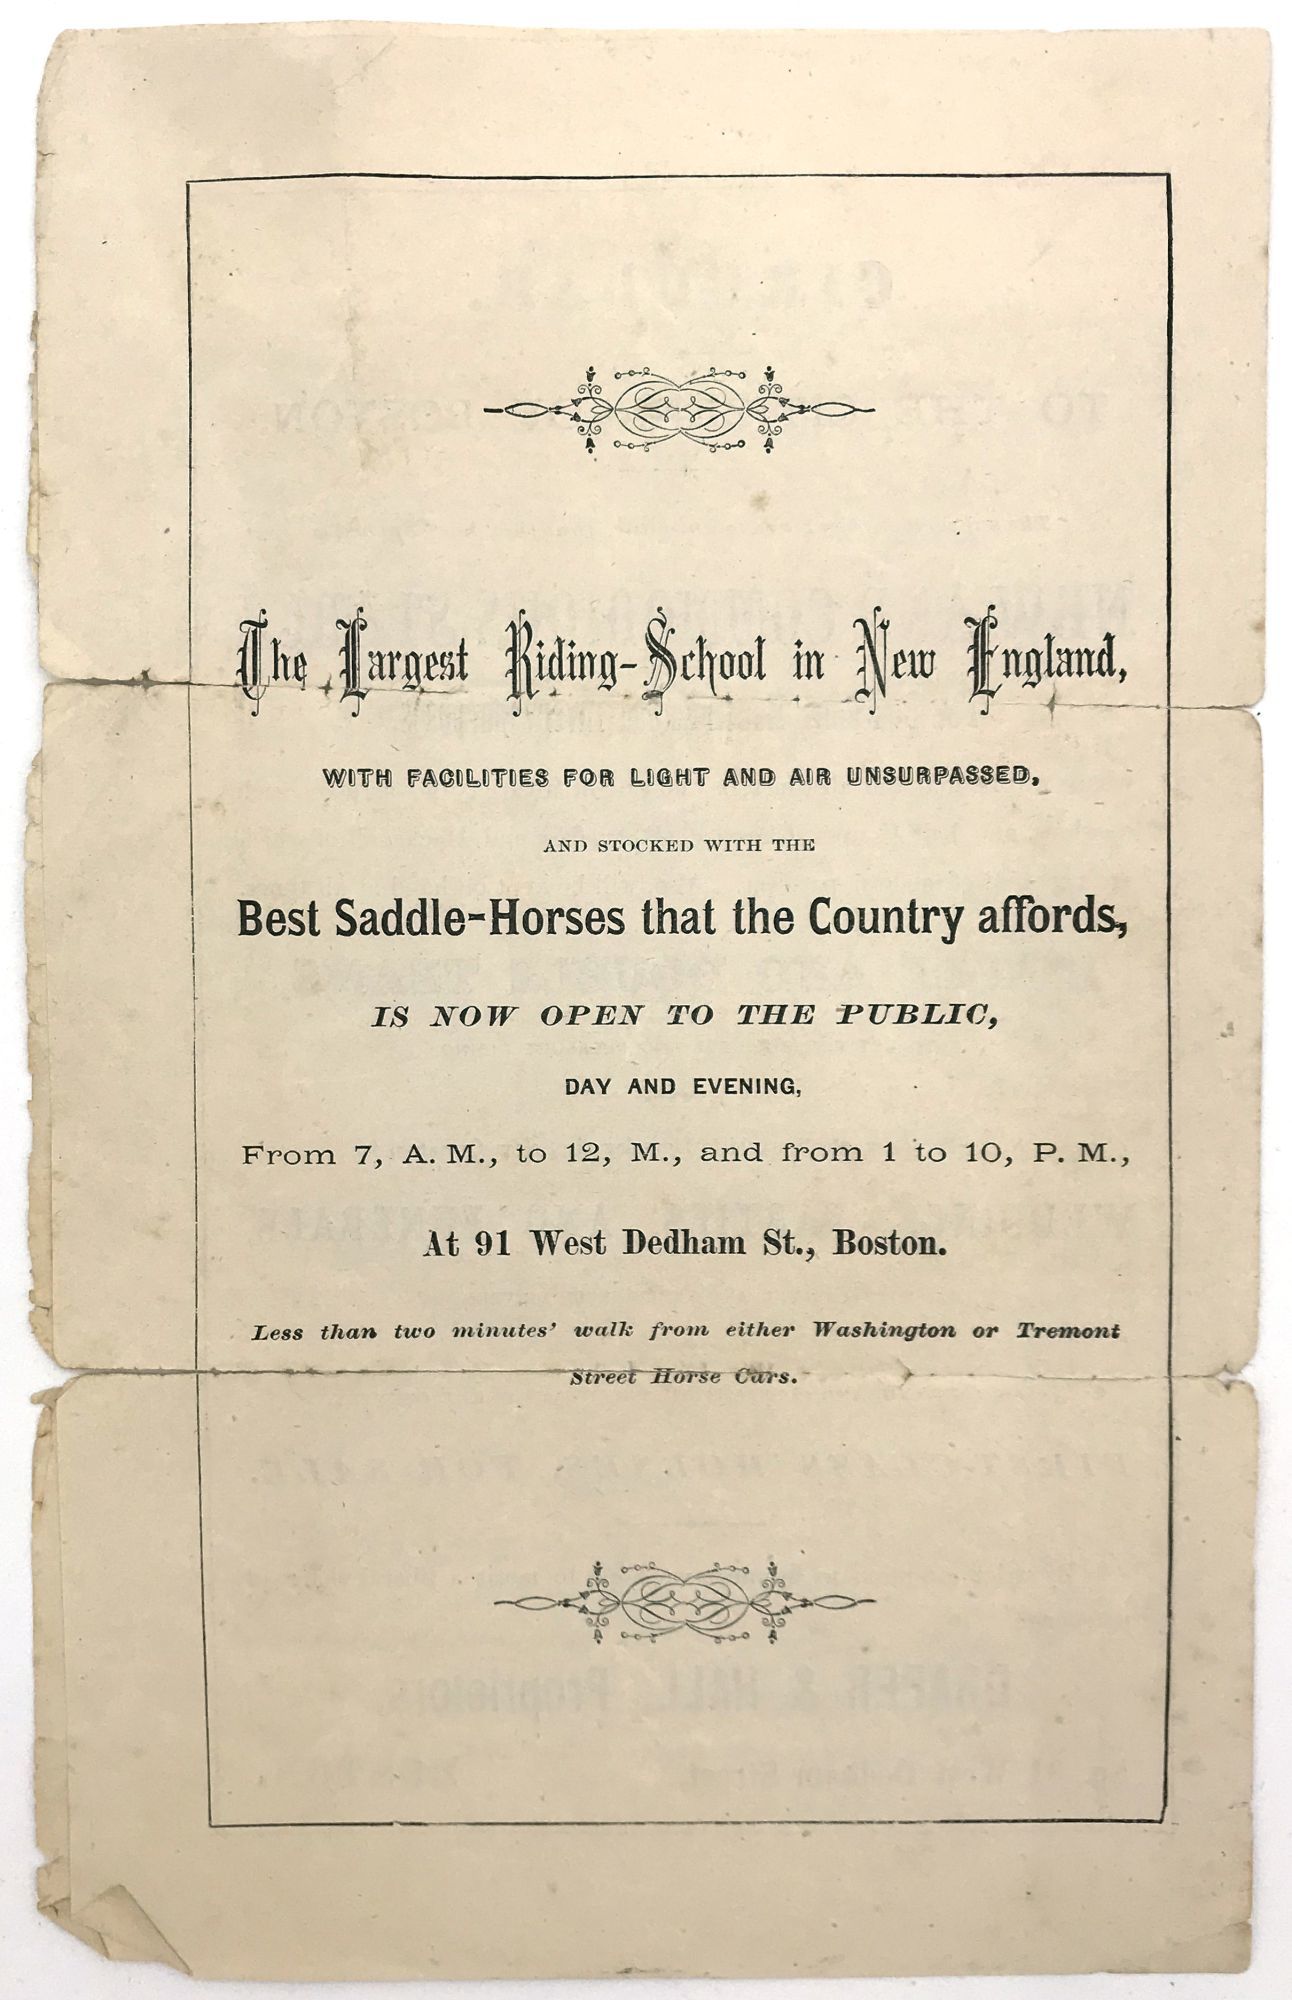 The Largest Riding-School in New England,
WITH FACILITIES FOR LIGHT AND AIR UNSURPASSED,
AND STOCKED WITH THE
Best Saddle-Horses that the Country affords,
IS NOW OPEN TO THE PUBLIC,
DAY AND EVENING,
From 7, A. M., to 12, M., and from 1 to 10, P. M.,
At 91 West Dedham St., Boston.
Less than two minutes' walk from either Washington or Tremont
Street Horse Cars.